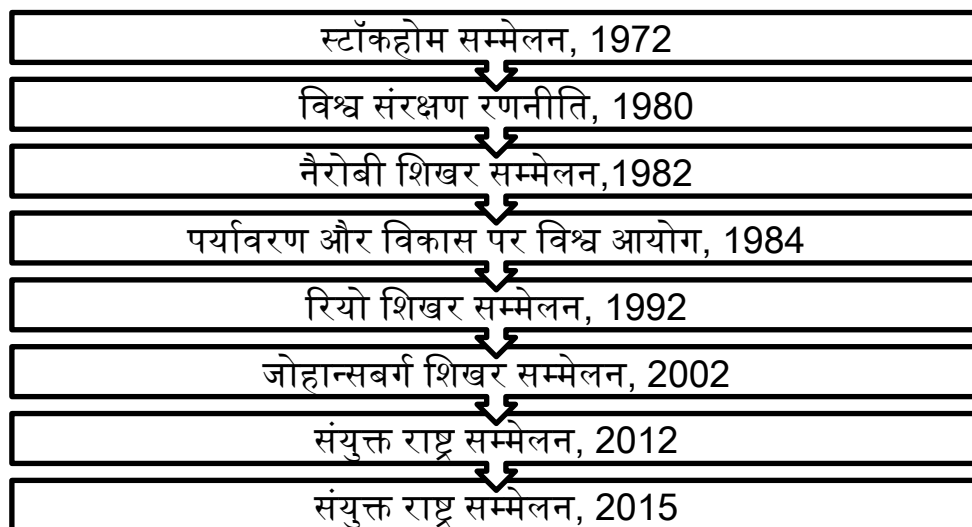 स्टॉकहोम सम्मेलन, 1972
विश्व संरक्षण रणनीति, 1980
नैरोबी शिखर सम्मेलन,1982
पर्यावरण और विकास पर विश्व आयोग, 1984
रियो शिखर सम्मेलन, 1992
जोहान्सबर्ग शिखर सम्मेलन, 2002
संयुक्त राष्ट्र सम्मेलन, 2012
संयुक्त राष्ट्र सम्मेलन, 2015